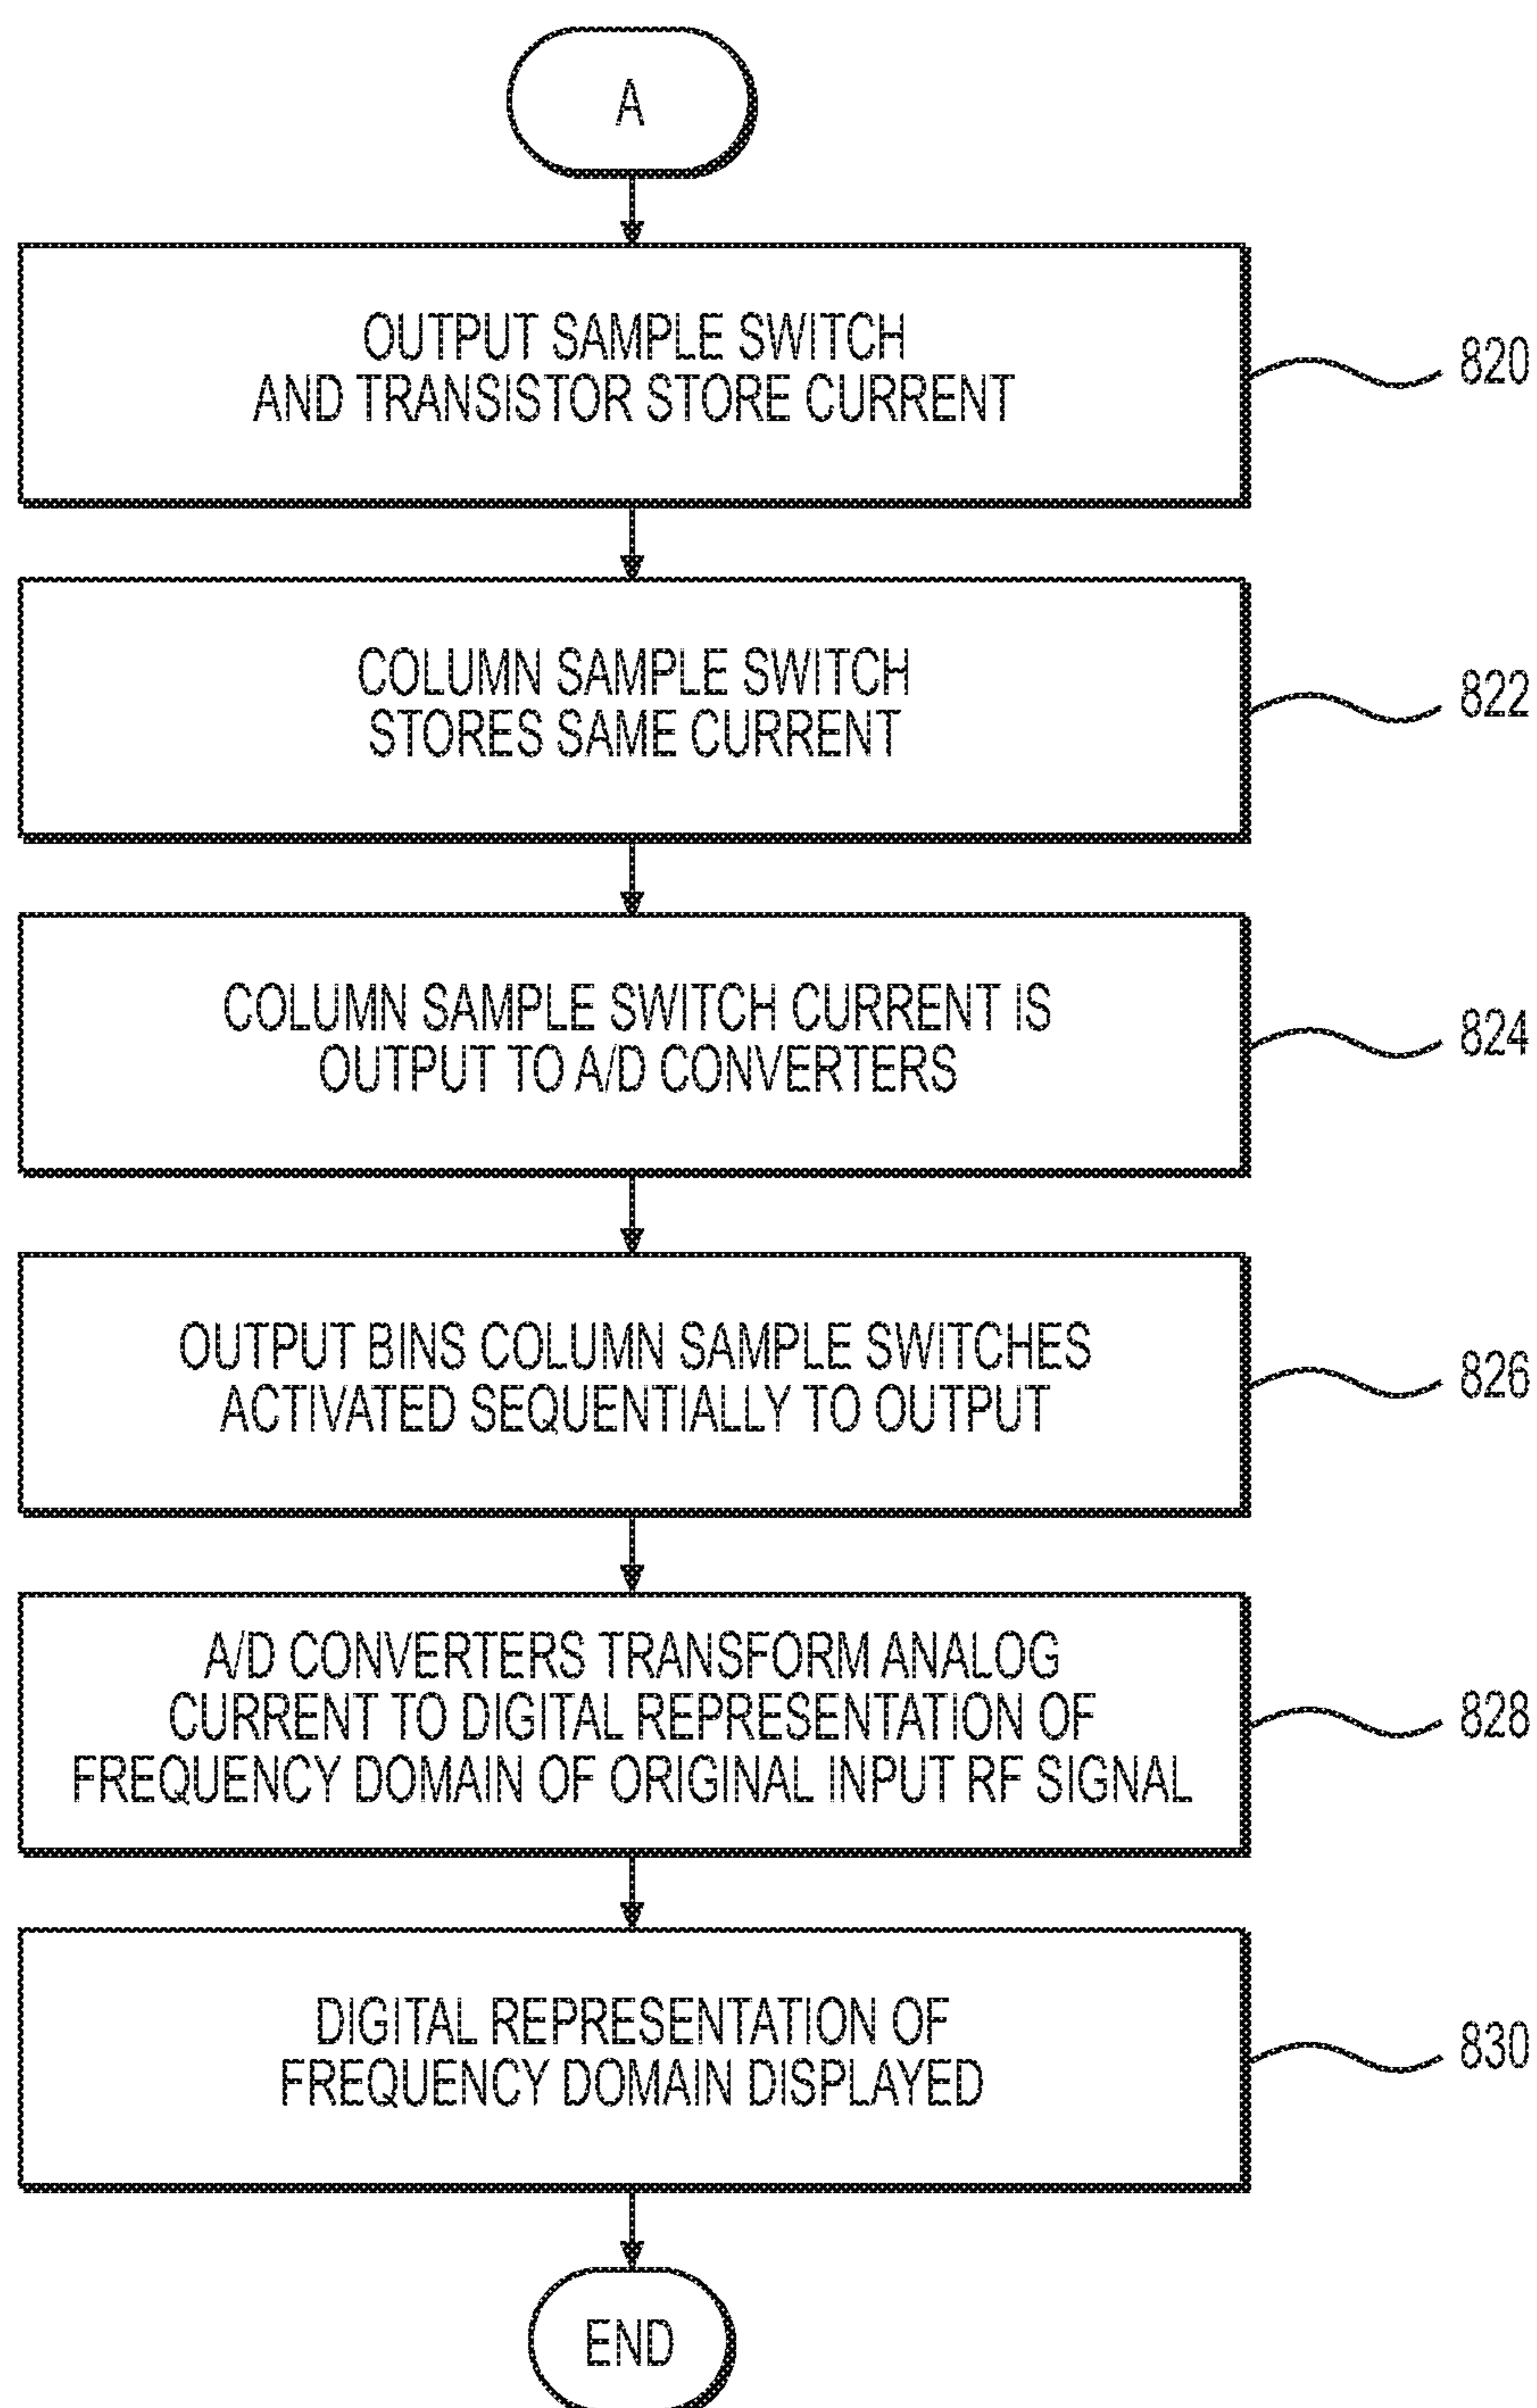 A
OUTPUT SAMPLE SWITCH
AND TRANSISTOR STORE CURRENT
820
COLUMN SAMPLE SWITCH
STORES SAME CURRENT
822
COLUMN SAMPLE SWITCH CURRENT IS
OUTPUT TO A/D CONVERTERS
824
OUTPUT BINS COLUMN SAMPLE SWITCHES
ACTIVATED SEQUENTIALLY TO OUTPUT
826
A/D CONVERTERS TRANSFORM ANALOG
CURRENT TO DIGITAL REPRESENTATION OF
FREQUENCY DOMAIN OF ORIGINAL INPUT RF SIGNAL
828
DIGITAL REPRESENTATION OF
FREQUENCY DOMAIN DISPLAYED
830
END